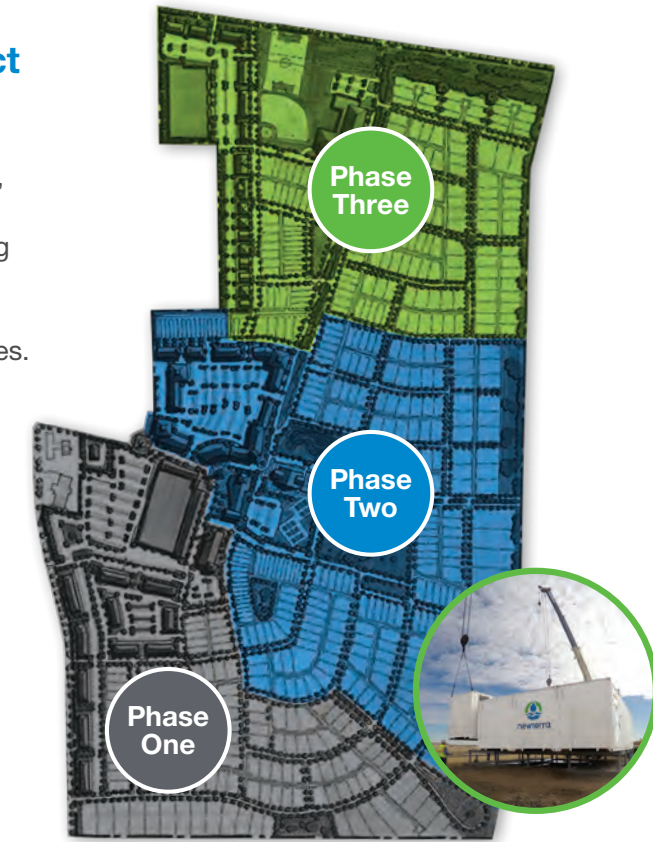 ct
,
g
es.
Phase
Three
Phase
Two
newterra
Phase
One